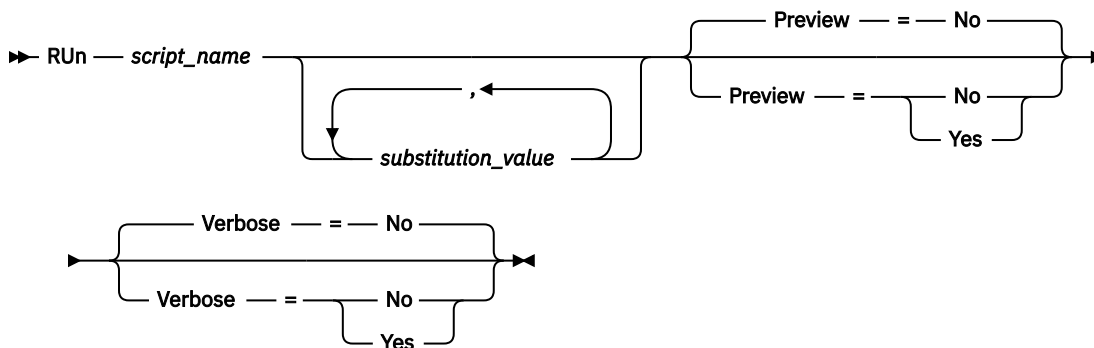 Preview = No
RUn script_name
Preview = No
Yes
,
substitution_value
Verbose = No
Verbose = No
Yes